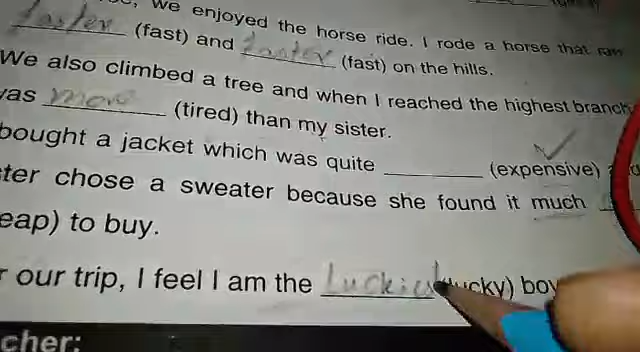 we enjoyed the horse ride. I rode a horse that ran
faster (fast) and faster (fast) on the hills.
We also climbed a tree and when I reached the highest branch
was more (tired) than my sister.
bought a jacket which was quite ______ (expensive)
ter chose a sweater because she found it much
eap) to buy.
r our trip, I feel I am the Luckiest (lucky) boy
cher: